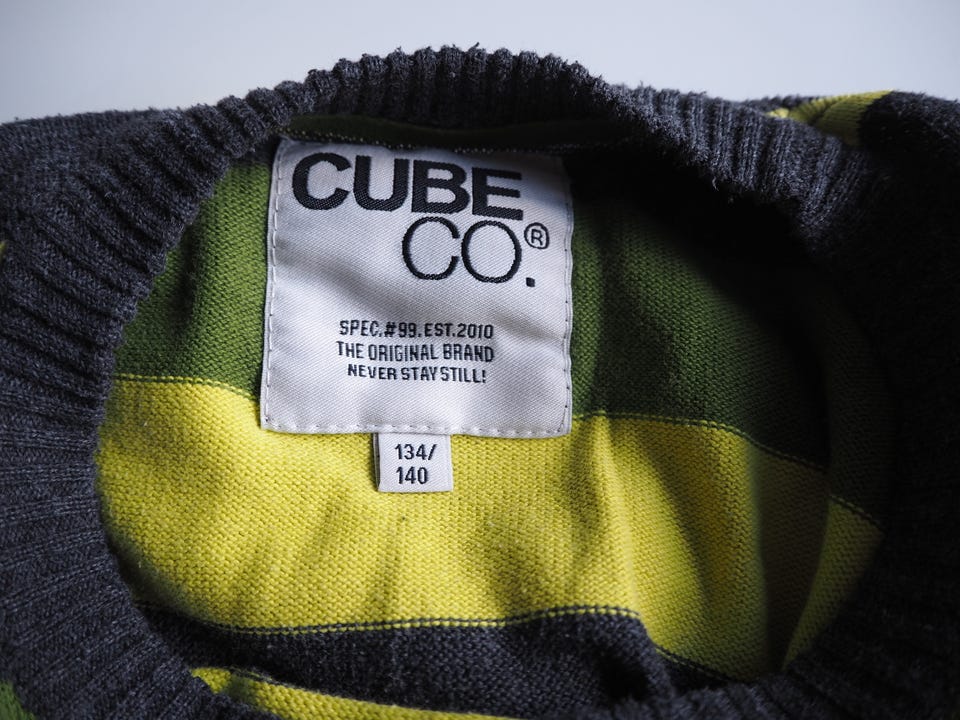 CUBE
CO.®
SPEC.#99.EST.2010
THE ORIGINAL BRAND
NEVER STAY STILL!
134/
140